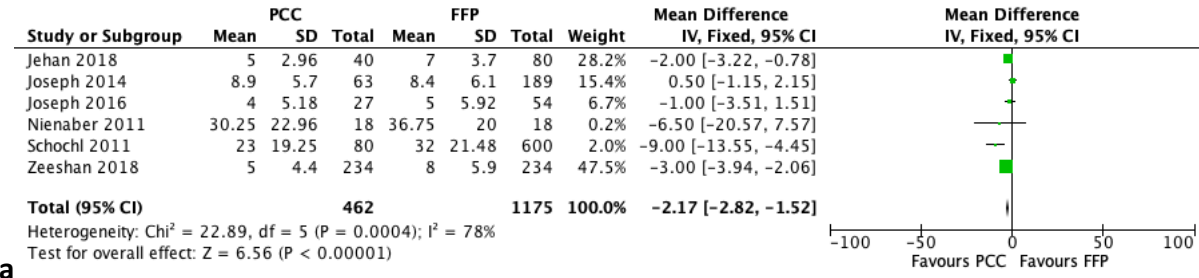 PCC FFP Mean Difference Mean Difference
Study or Subgroup Mean SD Total Mean SD Total Weight IV, Fixed, 95% CI IV, Fixed, 95% CI
Jehan 2018 5 2.96 40 7 3.7 80 28.2% -2.00 [-3.22, -0.78]
Joseph 2014 8.9 5.7 63 8.4 6.1 189 15.4% 0.50 [-1.15, 2.15]
Joseph 2016 4 5.18 27 5 5.92 54 6.7% -1.00 [-3.51, 1.51]
Nienaber 2011 30.25 22.96 18 36.75 20 18 0.2% -6.50 [-20.57, 7.57]
Schochl 2011 23 19.25 80 32 21.48 600 2.0% -9.00 [-13.55, -4.45]
Zeeshan 2018 5 4.4 234 8 5.9 234 47.5% -3.00 [-3.94, -2.06]
Total (95% CI) 462 1175 100.0% -2.17 [-2.82, -1.52]
Heterogeneity: Chi² = 22.89, df = 5 (P = 0.0004); I² = 78%
Test for overall effect: Z = 6.56 (P < 0.00001)
-100 -50 0 50 100
Favours PCC Favours FFP
a